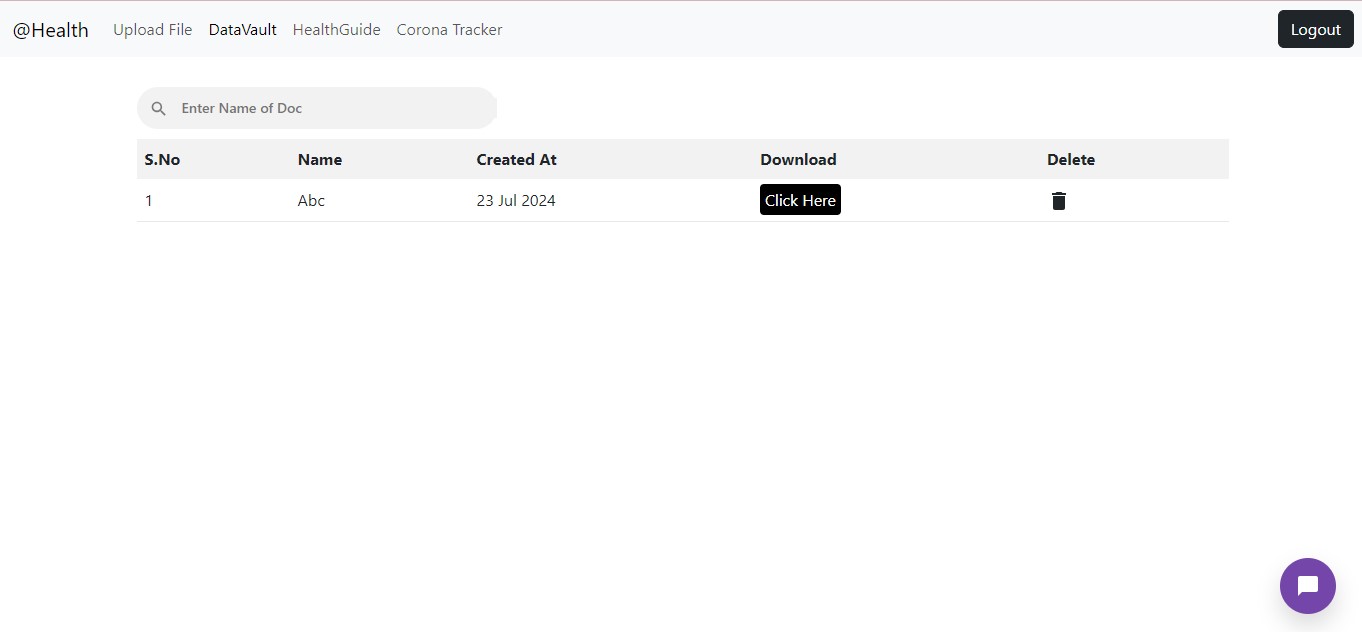 @Health Upload File DataVault HealthGuide Corona Tracker Logout
Enter Name of Doc
S.No Name Created At Download Delete
1 Abc 23 Jul 2024 Click Here